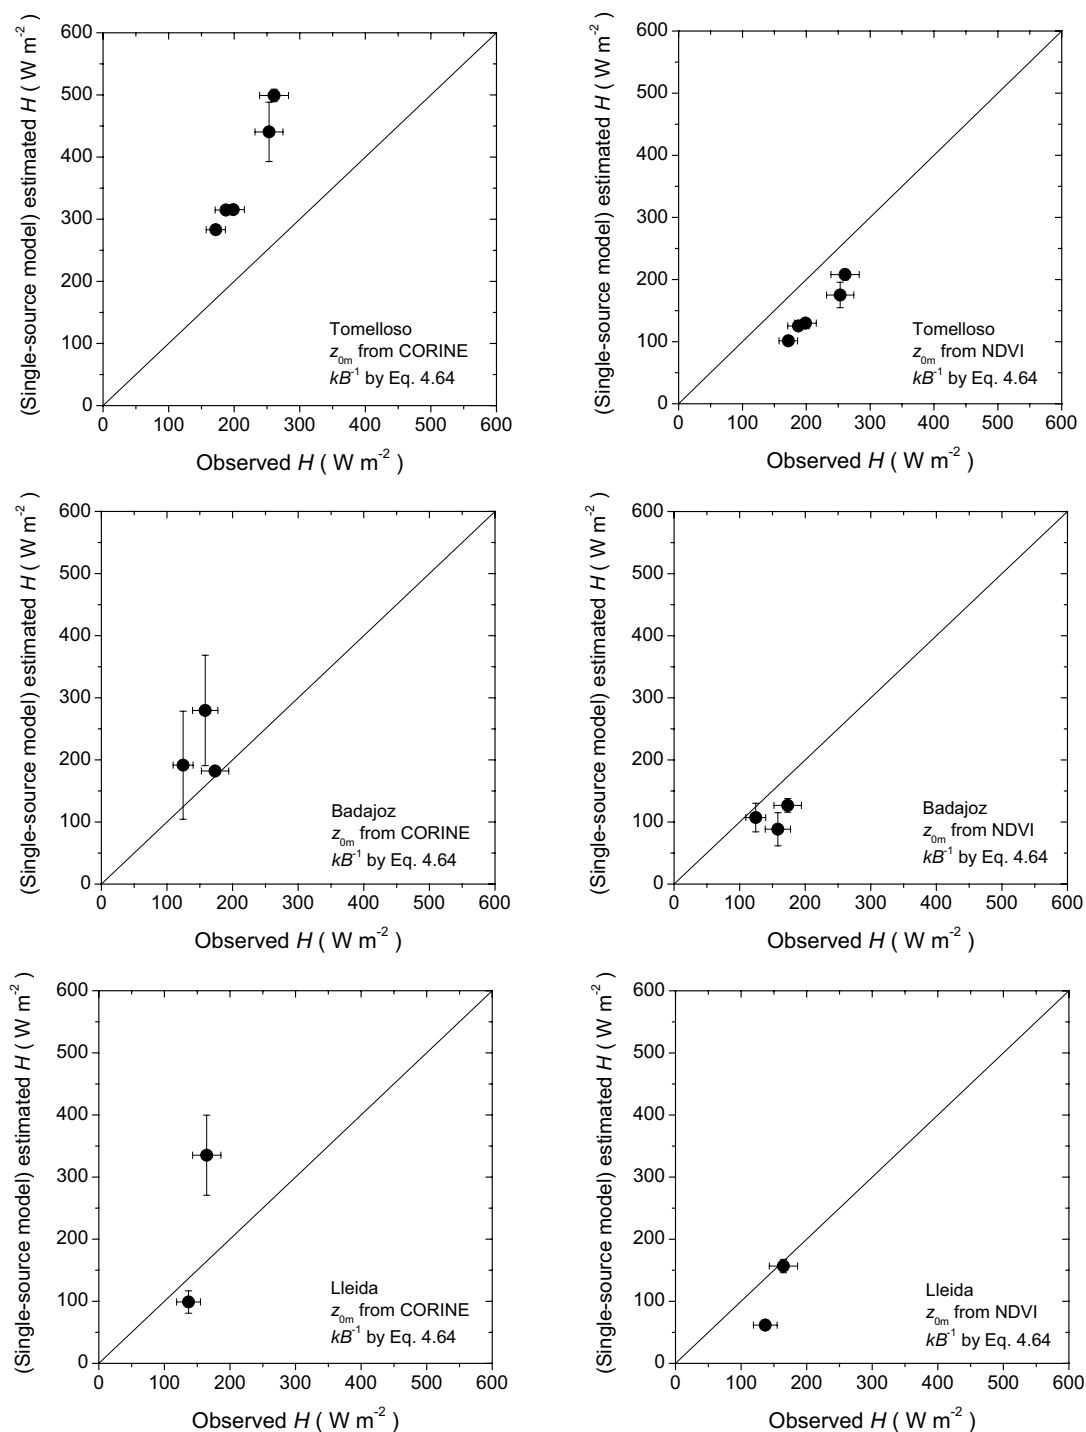 (Single-source model) estimated H ( W m⁻²)
600
500
400
300
200
100
0
Tomelloso
z₀ₘ from CORINE
kB⁻¹ by Eq. 4.64
0 100 200 300 400 500 600
Observed H ( W m⁻²)
(Single-source model) estimated H ( W m⁻²)
600
500
400
300
200
100
0
Tomelloso
z₀ₘ from NDVI
kB⁻¹ by Eq. 4.64
0 100 200 300 400 500 600
Observed H ( W m⁻²)
(Single-source model) estimated H ( W m⁻²)
600
500
400
300
200
100
0
Badajoz
z₀ₘ from CORINE
kB⁻¹ by Eq. 4.64
0 100 200 300 400 500 600
Observed H ( W m⁻²)
(Single-source model) estimated H ( W m⁻²)
600
500
400
300
200
100
0
Badajoz
z₀ₘ from NDVI
kB⁻¹ by Eq. 4.64
0 100 200 300 400 500 600
Observed H ( W m⁻²)
(Single-source model) estimated H ( W m⁻²)
600
500
400
300
200
100
0
Lleida
z₀ₘ from CORINE
kB⁻¹ by Eq. 4.64
0 100 200 300 400 500 600
Observed H ( W m⁻²)
(Single-source model) estimated H ( W m⁻²)
600
500
400
300
200
100
0
Lleida
z₀ₘ from NDVI
kB⁻¹ by Eq. 4.64
0 100 200 300 400 500 600
Observed H ( W m⁻²)